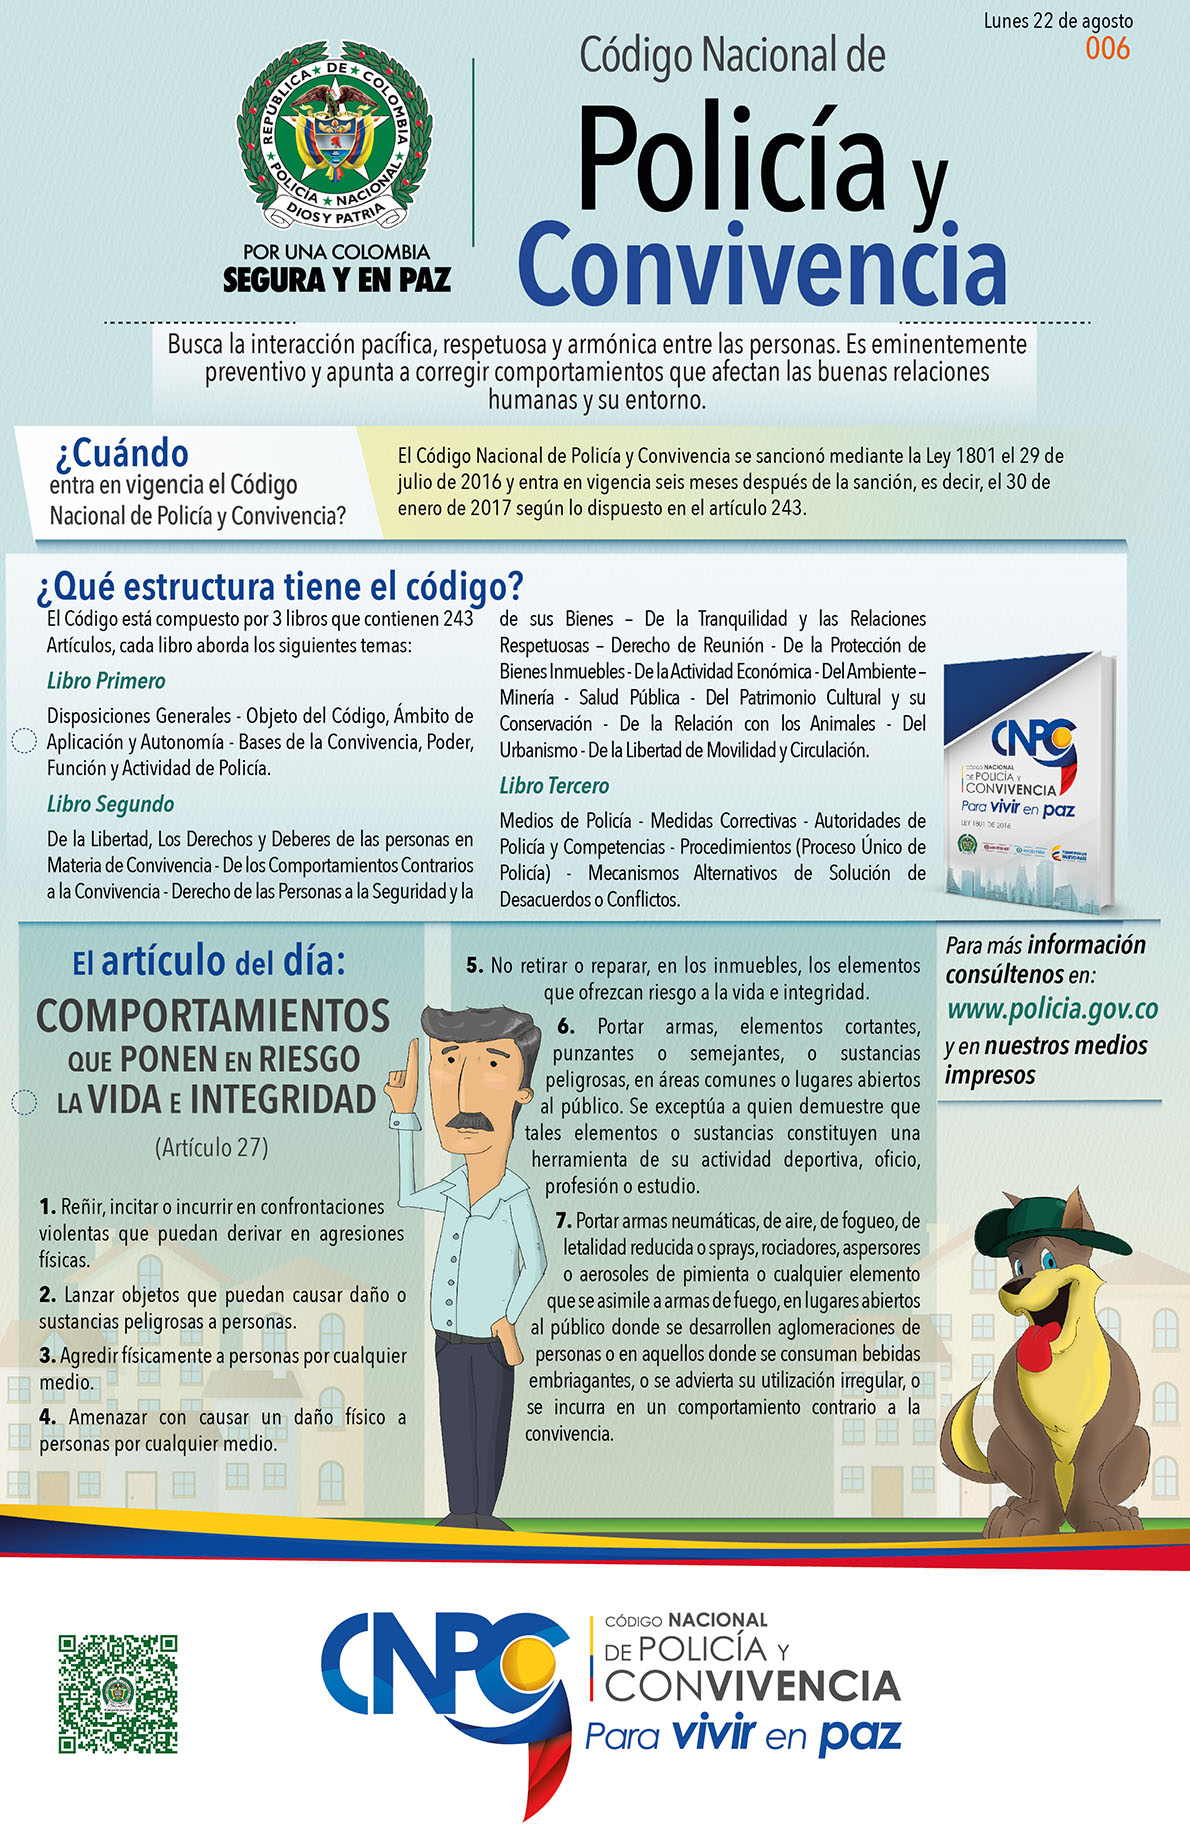 Lunes 22 de agosto
006
REPÚBLICA DE COLOMBIA
POLICÍA NACIONAL
DIOS Y PATRIA
POR UNA COLOMBIA
SEGURA Y EN PAZ
Código Nacional de
Policía y
Convivencia
Busca la interacción pacífica, respetuosa y armónica entre las personas. Es eminentemente
preventivo y apunta a corregir comportamientos que afectan las buenas relaciones
humanas y su entorno.
¿Cuándo
entra en vigencia el Código
Nacional de Policía y Convivencia?
El Código Nacional de Policía y Convivencia se sancionó mediante la Ley 1801 el 29 de
julio de 2016 y entra en vigencia seis meses después de la sanción, es decir, el 30 de
enero de 2017 según lo dispuesto en el artículo 243.
¿Qué estructura tiene el código?
El Código está compuesto por 3 libros que contienen 243
Artículos, cada libro aborda los siguientes temas:
Libro Primero
Disposiciones Generales - Objeto del Código, Ámbito de
Aplicación y Autonomía - Bases de la Convivencia, Poder,
Función y Actividad de Policía.
Libro Segundo
De la Libertad, Los Derechos y Deberes de las personas en
Materia de Convivencia - De los Comportamientos Contrarios
a la Convivencia - Derecho de las Personas a la Seguridad y la
de sus Bienes – De la Tranquilidad y las Relaciones
Respetuosas – Derecho de Reunión - De la Protección de
Bienes Inmuebles - De la Actividad Económica - Del Ambiente –
Minería - Salud Pública - Del Patrimonio Cultural y su
Conservación - De la Relación con los Animales - Del
Urbanismo - De la Libertad de Movilidad y Circulación.
Libro Tercero
Medios de Policía - Medidas Correctivas - Autoridades de
Policía y Competencias - Procedimientos (Proceso Único de
Policía) - Mecanismos Alternativos de Solución de
Desacuerdos o Conflictos.
CNPC
CÓDIGO NACIONAL
DE POLICÍA Y
CONVIVENCIA
Para vivir en paz
LEY 1801 DE 2016
El artículo del día:
COMPORTAMIENTOS
QUE PONEN EN RIESGO
LA VIDA E INTEGRIDAD
(Artículo 27)
1. Reñir, incitar o incurrir en confrontaciones
violentas que puedan derivar en agresiones
físicas.
2. Lanzar objetos que puedan causar daño o
sustancias peligrosas a personas.
3. Agredir físicamente a personas por cualquier
medio.
4. Amenazar con causar un daño físico a
personas por cualquier medio.
5. No retirar o reparar, en los inmuebles, los elementos
que ofrezcan riesgo a la vida e integridad.
6. Portar armas, elementos cortantes,
punzantes o semejantes, o sustancias
peligrosas, en áreas comunes o lugares abiertos
al público. Se exceptúa a quien demuestre que
tales elementos o sustancias constituyen una
herramienta de su actividad deportiva, oficio,
profesión o estudio.
7. Portar armas neumáticas, de aire, de fogueo, de
letalidad reducida o sprays, rociadores, aspersores
o aerosoles de pimienta o cualquier elemento
que se asimile a armas de fuego, en lugares abiertos
al público donde se desarrollen aglomeraciones de
personas o en aquellos donde se consuman bebidas
embriagantes, o se advierta su utilización irregular, o
se incurra en un comportamiento contrario a la
convivencia.
Para más información
consúltenos en:
www.policia.gov.co
y en nuestros medios
impresos
CNPC
CÓDIGO NACIONAL
DE POLICÍA Y
CONVIVENCIA
Para vivir en paz